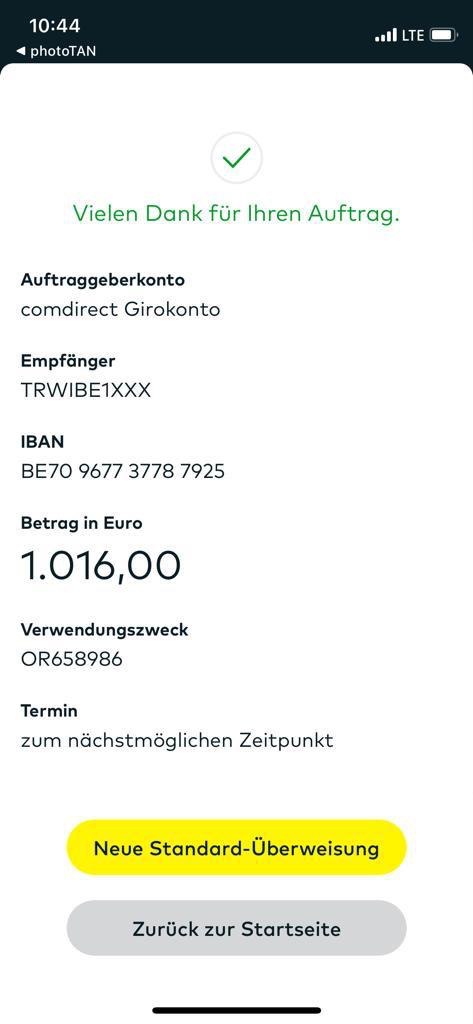 10:44
LTE
◀ photoTAN
Vielen Dank für Ihren Auftrag.
Auftraggeberkonto
comdirect Girokonto
Empfänger
TRWIBE1XXX
IBAN
BE70 9677 3778 7925
Betrag in Euro
1.016,00
Verwendungszweck
OR658986
Termin
zum nächstmöglichen Zeitpunkt
Neue Standard-Überweisung
Zurück zur Startseite